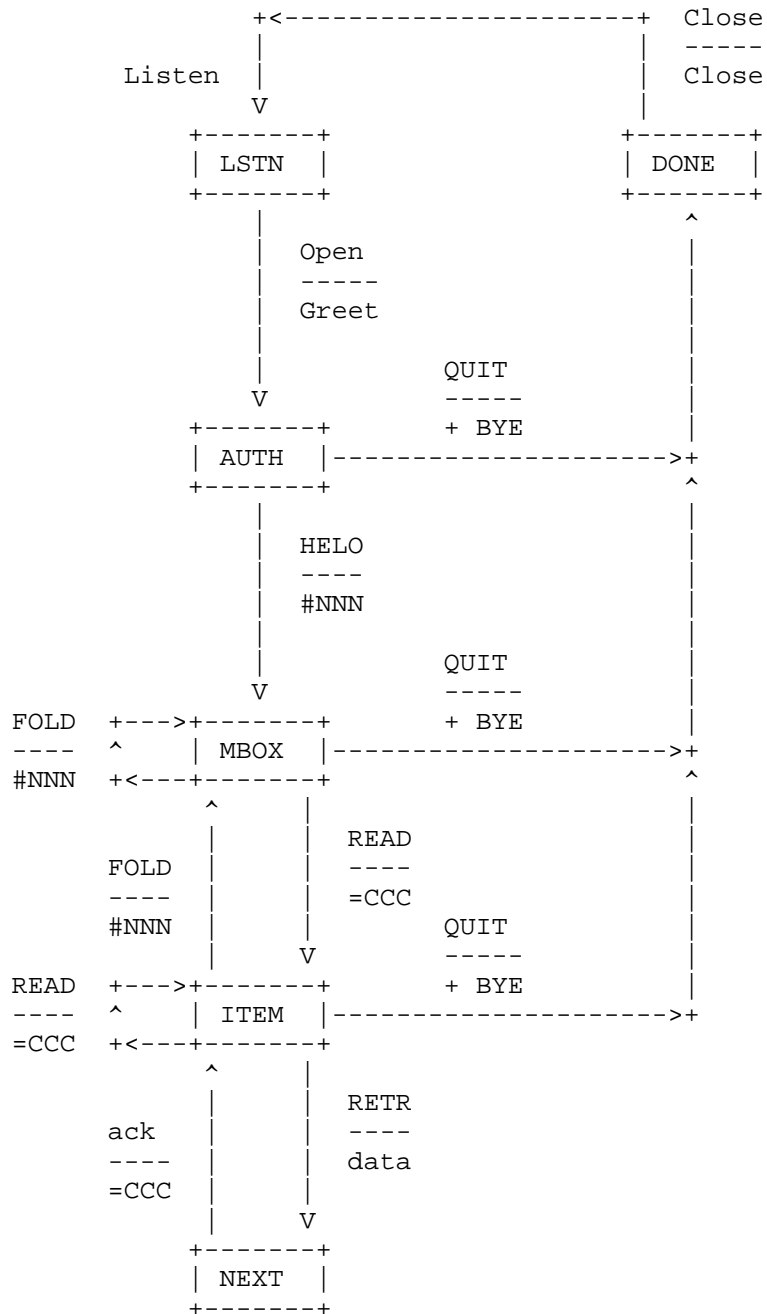 +<-----------------------+  Close
              |                        |  -----
      Listen  |                        |  Close
              V                        |
          +-------+                +-------+
          | LSTN  |                | DONE  |
          +-------+                +-------+
              |                        ^
              |  Open                  |
              |  -----                 |
              |  Greet                 |
              |                        |
              |           QUIT         |
              V           -----        |
          +-------+       + BYE        |
          | AUTH  |------------------->+
          +-------+                    ^
              |                        |
              |  HELO                  |
              |  ----                  |
              |  #NNN                  |
              |                        |
              |           QUIT         |
              V           -----        |
FOLD  +--->+-------+      + BYE        |
----  ^    | MBOX  |------------------>+
#NNN  +<---+-------+                   ^
            ^     |                    |
            |     |  READ              |
      FOLD  |     |  ----              |
      ----  |     |  =CCC              |
      #NNN  |     |       QUIT         |
            |     V       -----        |
READ  +--->+-------+      + BYE        |
----  ^    | ITEM  |------------------>+
=CCC  +<---+-------+
            ^     |
            |     |  RETR
      ack   |     |  ----
      ----  |     |  data
      =CCC  |     |
            |     V
           +-------+
           | NEXT  |
           +-------+